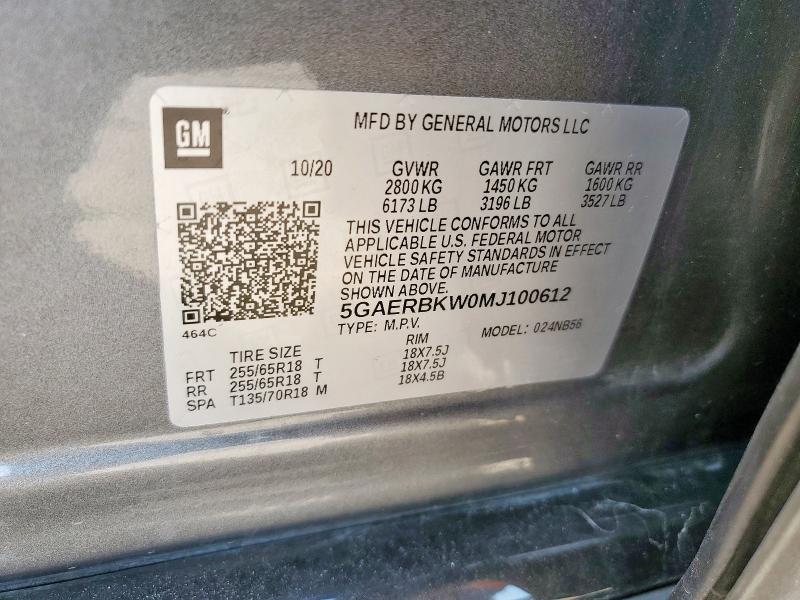 GM
MFD BY GENERAL MOTORS LLC
10/20 GVWR GAWR FRT GAWR RR
2800 KG 1450 KG 1600 KG
6173 LB 3196 LB 3527 LB
THIS VEHICLE CONFORMS TO ALL
APPLICABLE U.S. FEDERAL MOTOR
VEHICLE SAFETY STANDARDS IN EFFECT
ON THE DATE OF MANUFACTURE
SHOWN ABOVE.
5GAERBKW0MJ100612
464C
TYPE: M.P.V. MODEL: 024NB56
TIRE SIZE RIM
FRT 255/65R18 T 18X7.5J
RR 255/65R18 T 18X7.5J
SPA T135/70R18 M 18X4.5B